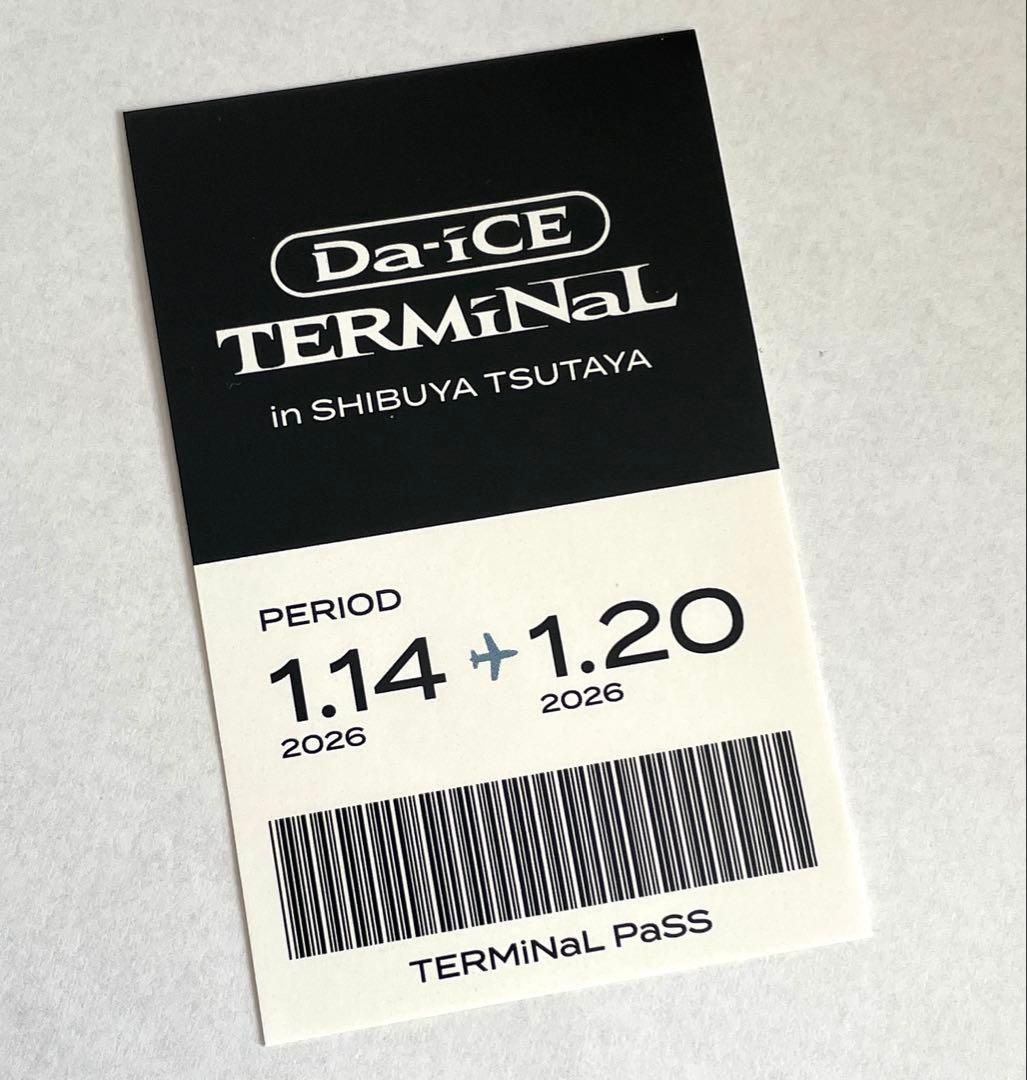 Da-iCE
TERMiNaL
in SHIBUYA TSUTAYA
PERIOD
1.14 1.20
2026 2026
TERMiNaL PaSS